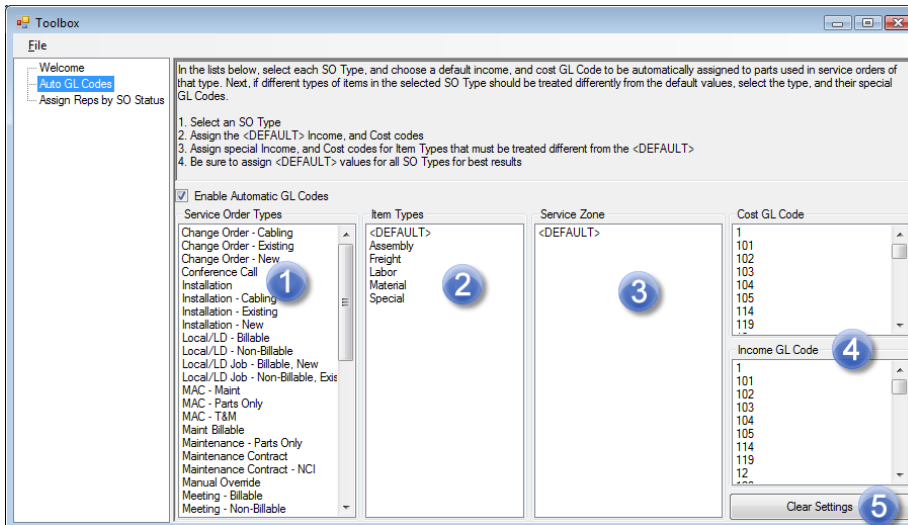 Toolbox
File
Welcome
Auto GL Codes
Assign Reps by SO Status
In the lists below, select each SO Type, and choose a default income, and cost GL Code to be automatically assigned to parts used in service orders of
that type. Next, if different types of items in the selected SO Type should be treated differently from the default values, select the type, and their special
GL Codes.
1. Select an SO Type
2. Assign the <DEFAULT> Income, and Cost codes
3. Assign special Income, and Cost codes for Item Types that must be treated different from the <DEFAULT>
4. Be sure to assign <DEFAULT> values for all SO Types for best results
Enable Automatic GL Codes
Service Order Types
Change Order - Cabling
Change Order - Existing
Change Order - New
Conference Call
Installation
Installation - Cabling
Installation - Existing
Installation - New
Local/LD - Billable
Local/LD - Non-Billable
Local/LD Job - Billable, New
Local/LD Job - Non-Billable, Exis
MAC - Maint
MAC - Parts Only
MAC - T&M
Maint Billable
Maintenance - Parts Only
Maintenance Contract
Maintenance Contract - NCI
Manual Override
Meeting - Billable
Meeting - Non-Billable
1
Item Types
<DEFAULT>
Assembly
Freight
Labor
Material
Special
2
Service Zone
<DEFAULT>
3
Cost GL Code
1
101
102
103
104
105
114
119
Income GL Code
4
1
101
102
103
104
105
114
119
12
Clear Settings
5